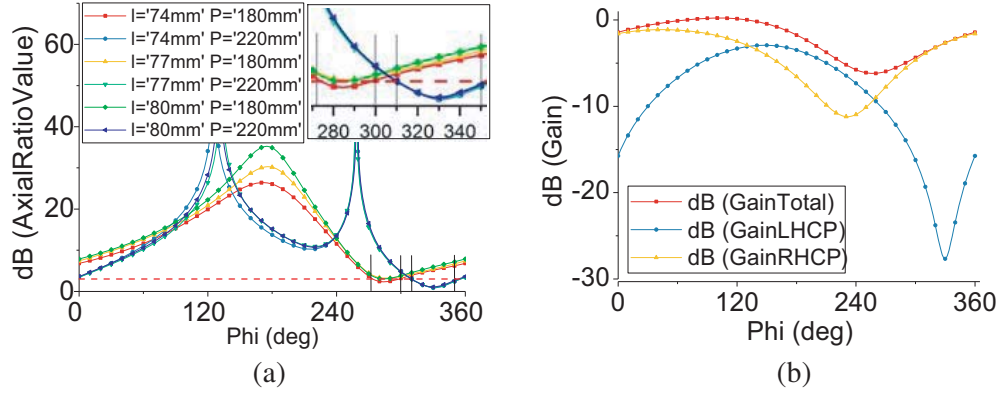 60
40
20
0
dB (AxialRatioValue)
l='74mm' P='180mm'
l='74mm' P='220mm'
l='77mm' P='180mm'
l='77mm' P='220mm'
l='80mm' P='180mm'
l='80mm' P='220mm'
280 300 320 340
0 120 240 360
Phi (deg)
(a)
0
-10
-20
-30
dB (Gain)
dB (GainTotal)
dB (GainLHCP)
dB (GainRHCP)
0 120 240 360
Phi (deg)
(b)